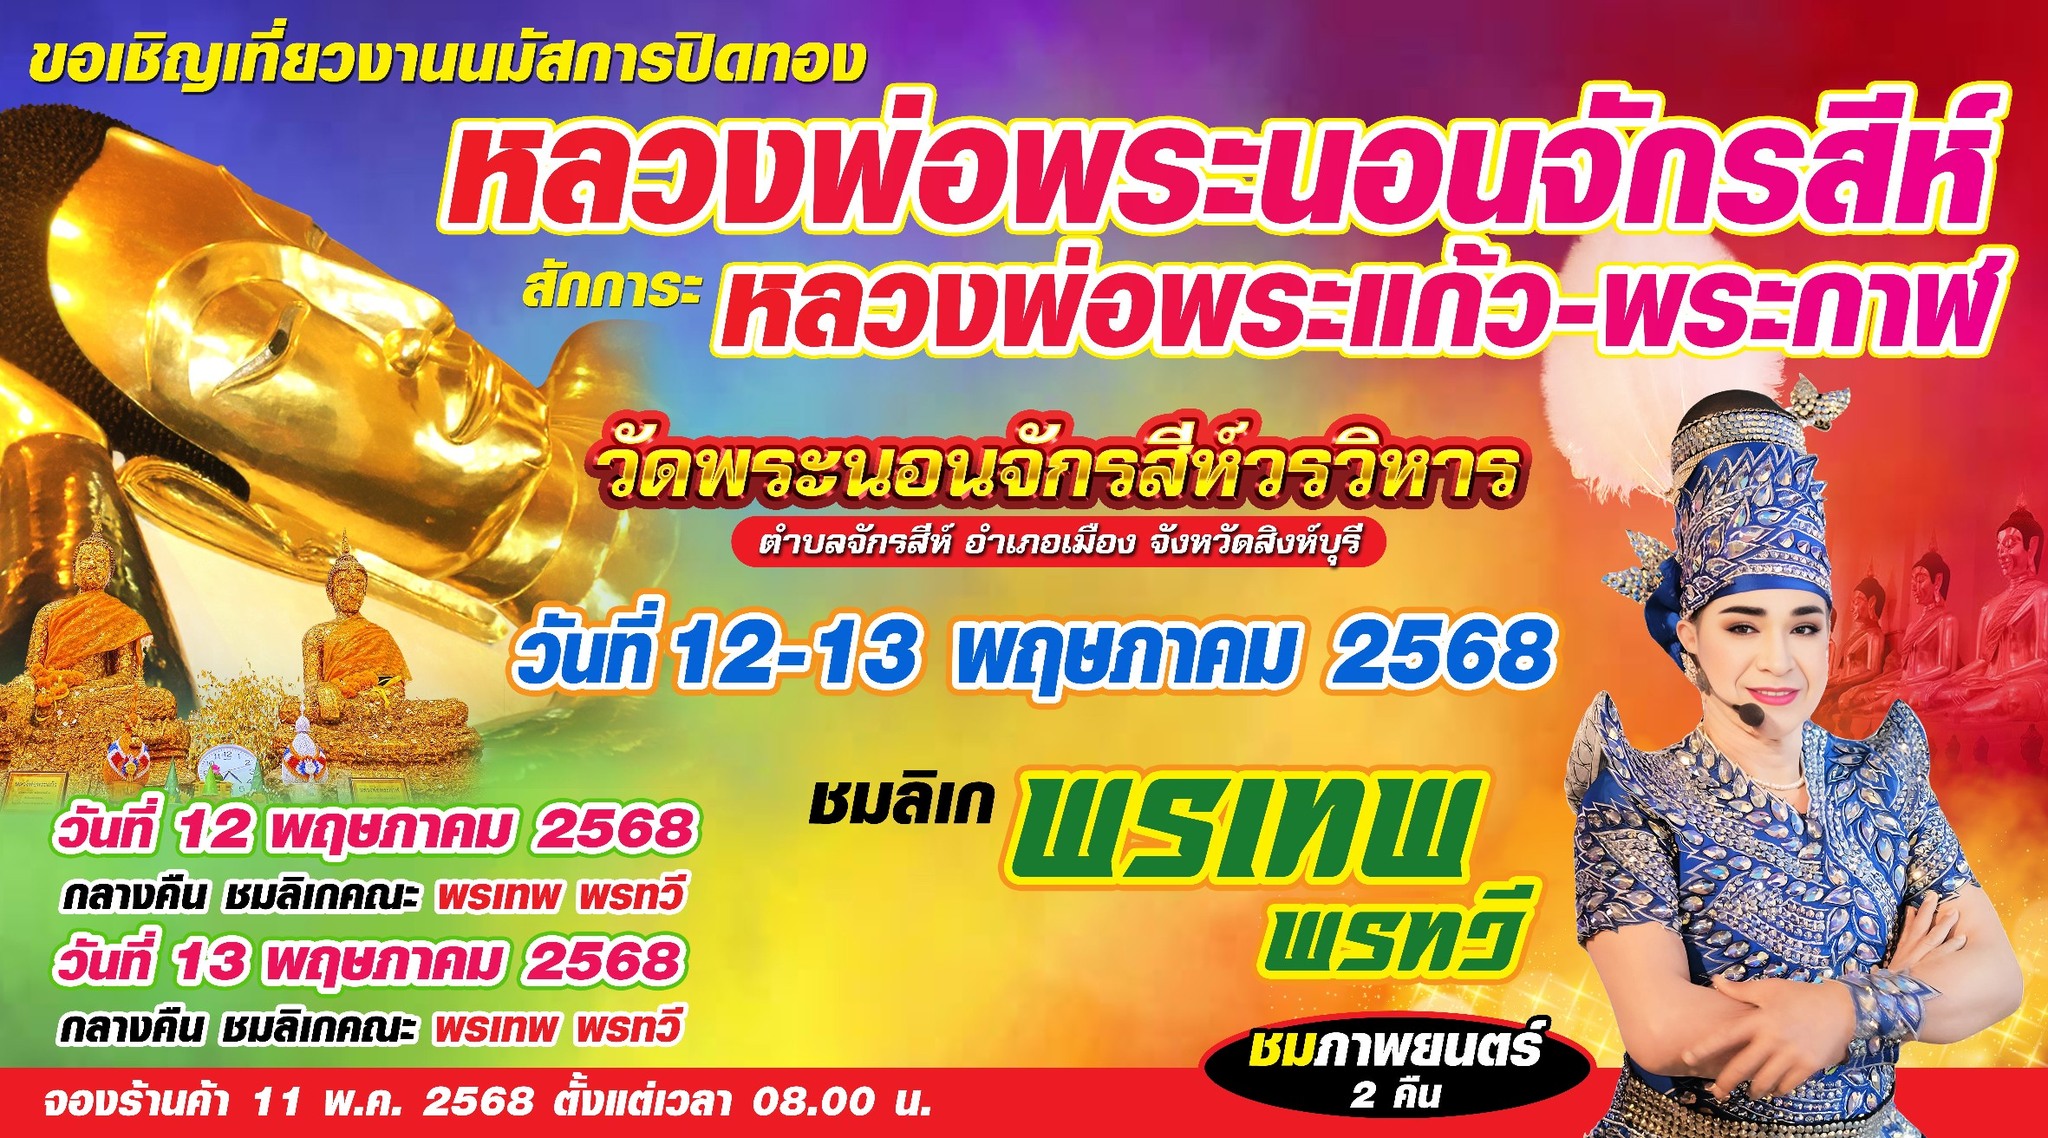 ขอเชิญเที่ยวงานนมัสการปิดทอง
หลวงพ่อพระนอนจักรสีห์
สักการะ หลวงพ่อพระแก้ว-พระกาฬ
วัดพระนอนจักรสีห์วรวิหาร
ตำบลจักรสีห์ อำเภอเมือง จังหวัดสิงห์บุรี
วันที่ 12-13 พฤษภาคม 2568
ชมลิเก พรเทพ
พรทวี
วันที่ 12 พฤษภาคม 2568
กลางคืน ชมลิเกคณะ พรเทพ พรทวี
วันที่ 13 พฤษภาคม 2568
กลางคืน ชมลิเกคณะ พรเทพ พรทวี
ชมภาพยนตร์
2 คืน
จองร้านค้า 11 พ.ค. 2568 ตั้งแต่เวลา 08.00 น.